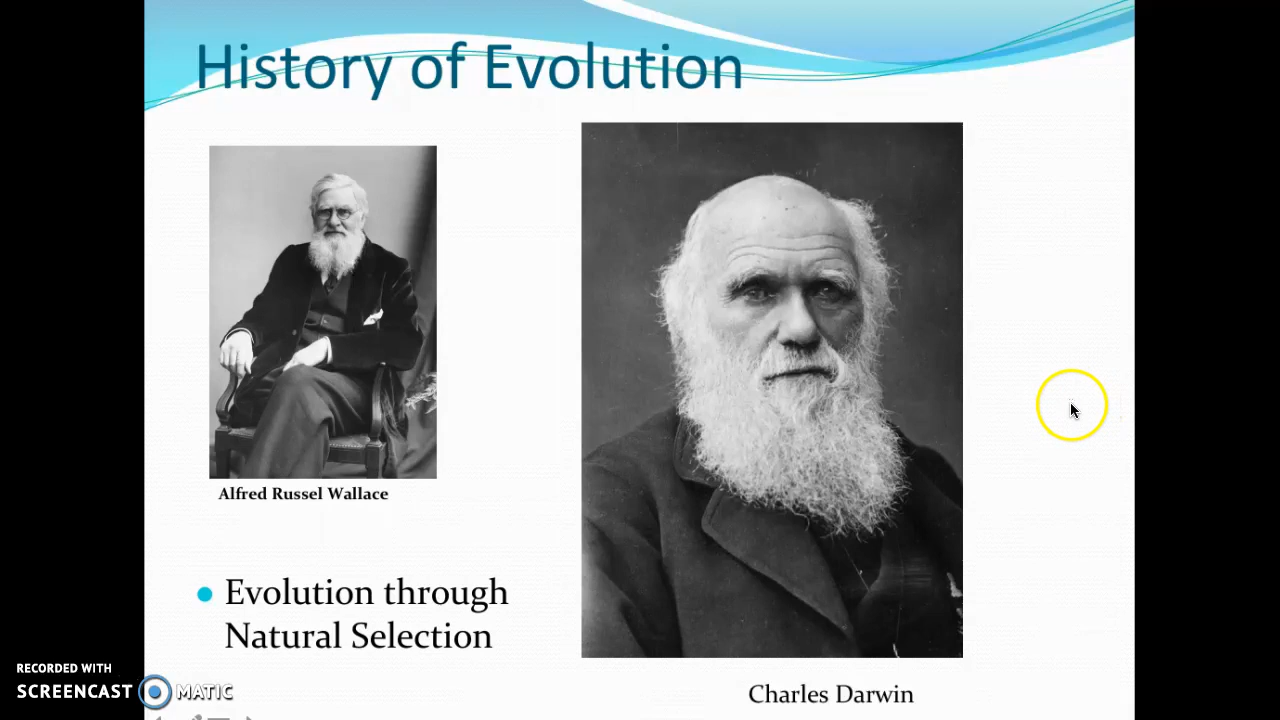 History of Evolution
Alfred Russel Wallace
Evolution through
Natural Selection
Charles Darwin
RECORDED WITH
SCREENCAST MATIC